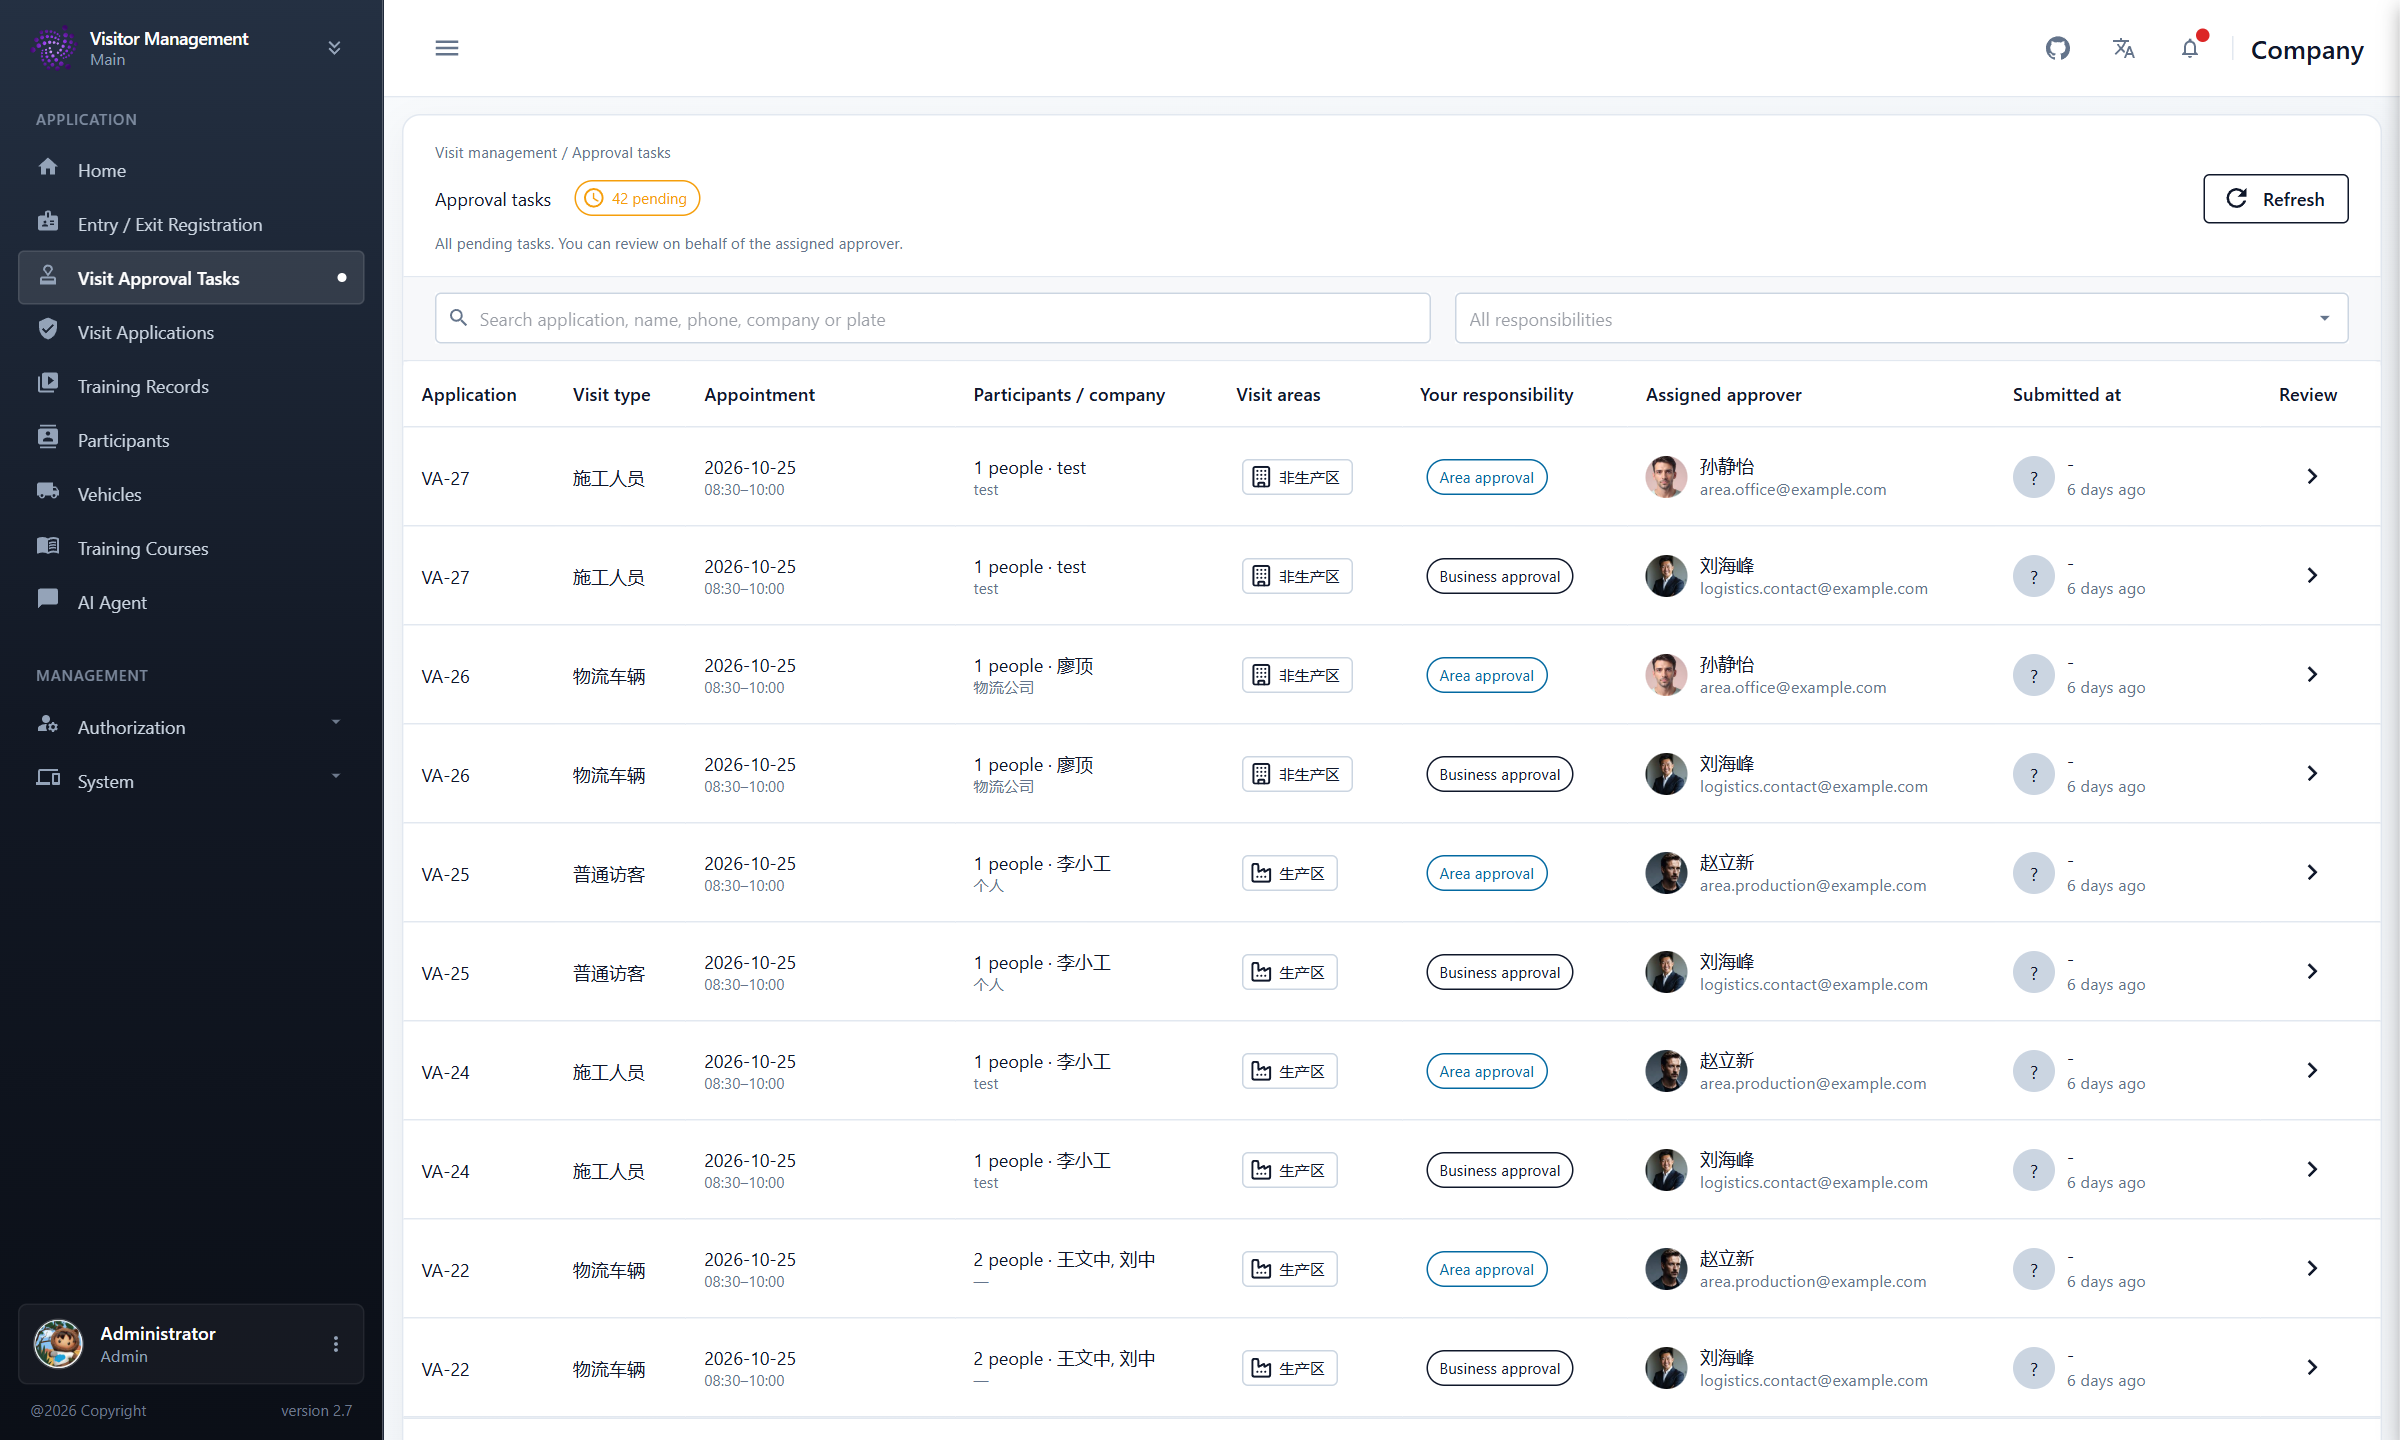 Visitor Management
Main
APPLICATION
Home
Entry / Exit Registration
Visit Approval Tasks
Visit Applications
Training Records
Participants
Vehicles
Training Courses
AI Agent
MANAGEMENT
Authorization
System
Administrator
Admin
@2026 Copyright version 2.7
Company
Visit management / Approval tasks
Approval tasks 42 pending
Refresh
All pending tasks. You can review on behalf of the assigned approver.
Search application, name, phone, company or plate
All responsibilities
Application Visit type Appointment Participants / company Visit areas Your responsibility Assigned approver Submitted at Review
VA-27 施工人员 2026-10-25 1 people · test 非生产区 Area approval 孙静怡 ? -
08:30–10:00 test area.office@example.com 6 days ago
VA-27 施工人员 2026-10-25 1 people · test 非生产区 Business approval 刘海峰 ? -
08:30–10:00 test logistics.contact@example.com 6 days ago
VA-26 物流车辆 2026-10-25 1 people · 廖顶 非生产区 Area approval 孙静怡 ? -
08:30–10:00 物流公司 area.office@example.com 6 days ago
VA-26 物流车辆 2026-10-25 1 people · 廖顶 非生产区 Business approval 刘海峰 ? -
08:30–10:00 物流公司 logistics.contact@example.com 6 days ago
VA-25 普通访客 2026-10-25 1 people · 李小工 生产区 Area approval 赵立新 ? -
08:30–10:00 个人 area.production@example.com 6 days ago
VA-25 普通访客 2026-10-25 1 people · 李小工 生产区 Business approval 刘海峰 ? -
08:30–10:00 个人 logistics.contact@example.com 6 days ago
VA-24 施工人员 2026-10-25 1 people · 李小工 生产区 Area approval 赵立新 ? -
08:30–10:00 test area.production@example.com 6 days ago
VA-24 施工人员 2026-10-25 1 people · 李小工 生产区 Business approval 刘海峰 ? -
08:30–10:00 test logistics.contact@example.com 6 days ago
VA-22 物流车辆 2026-10-25 2 people · 王文中, 刘中 生产区 Area approval 赵立新 ? -
08:30–10:00 — area.production@example.com 6 days ago
VA-22 物流车辆 2026-10-25 2 people · 王文中, 刘中 生产区 Business approval 刘海峰 ? -
08:30–10:00 — logistics.contact@example.com 6 days ago